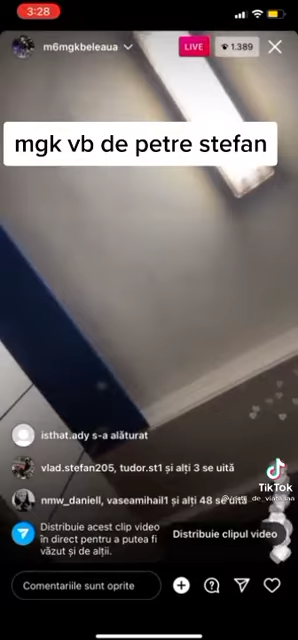 3:28
m6mgkbeleaua
LIVE
1.389
mgk vb de petre stefan
isthat.ady s-a alăturat
vlad.stefan205, tudor.st1 și alți 3 se uită
nmw_daniell, vaseamihail1 și alți 48 se uită
TikTok
Distribuie acest clip video
în direct pentru a putea fi
văzut și de alții.
Distribuie clipul video
Comentariile sunt oprite